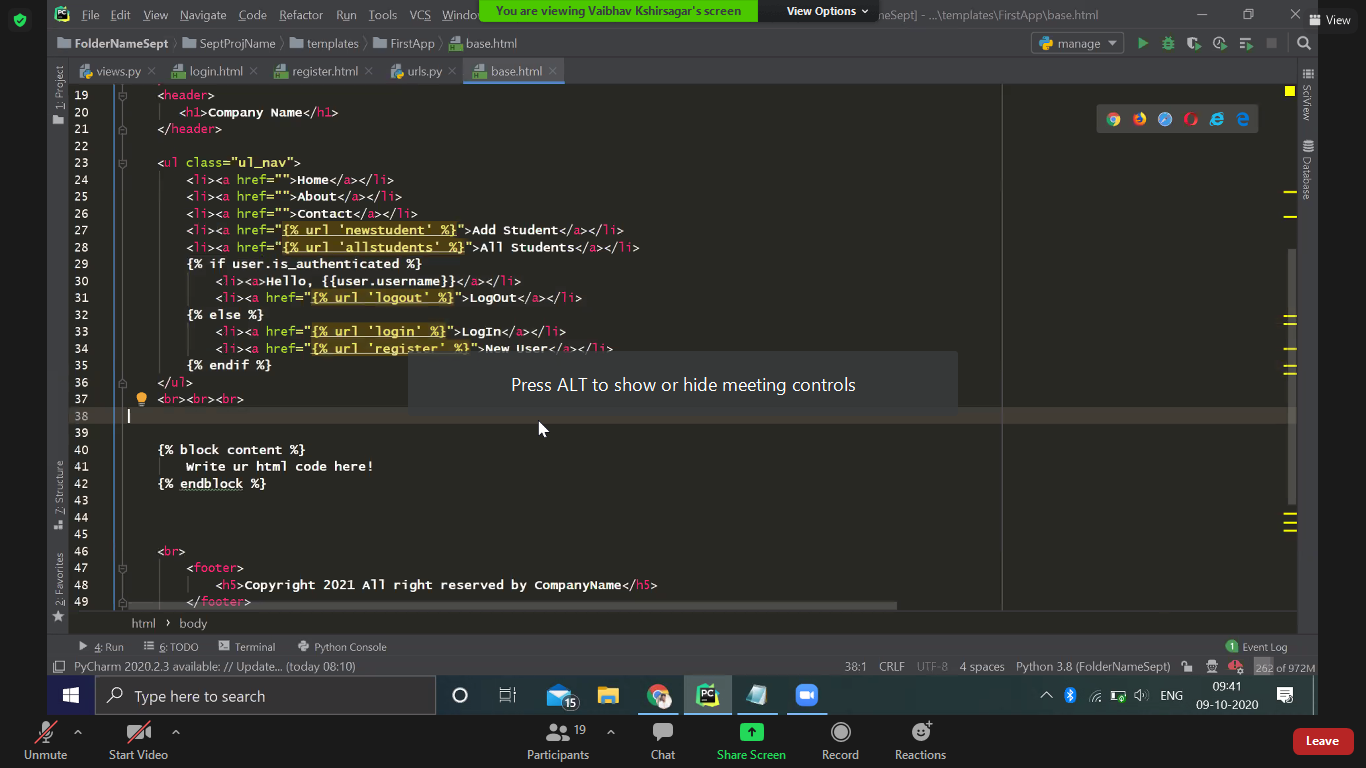 File Edit View Navigate Code Refactor Run Tools VCS Windo
You are viewing Vaibhav Kshirsagar's screen
View Options
neSept] - ...\templates\FirstApp\base.html
View
FolderNameSept SeptProjName templates FirstApp base.html
manage
views.py login.html register.html urls.py base.html
1: Project
SciView
Database
19 <header>
20 <h1>Company Name</h1>
21 </header>
22
23 <ul class="ul_nav">
24 <li><a href="">Home</a></li>
25 <li><a href="">About</a></li>
26 <li><a href="">Contact</a></li>
27 <li><a href="{% url 'newstudent' %}">Add Student</a></li>
28 <li><a href="{% url 'allstudents' %}">All Students</a></li>
29 {% if user.is_authenticated %}
30 <li><a>Hello, {{user.username}}</a></li>
31 <li><a href="{% url 'logout' %}">LogOut</a></li>
32 {% else %}
33 <li><a href="{% url 'login' %}">LogIn</a></li>
34 <li><a href="{% url 'register' %}">New User</a></li>
35 {% endif %}
36 </ul>
Press ALT to show or hide meeting controls
37 <br><br><br>
38
39
40 {% block content %}
41 Write ur html code here!
42 {% endblock %}
43
44
45
46 <br>
47 <footer>
48 <h5>Copyright 2021 All right reserved by CompanyName</h5>
49 </footer>
7: Structure
2: Favorites
html › body
4: Run 6: TODO Terminal Python Console
1 Event Log
PyCharm 2020.2.3 available: // Update... (today 08:10)
38:1 CRLF UTF-8 4 spaces Python 3.8 (FolderNameSept)
262 of 972M
Type here to search
15
PC
ENG
09:41
09-10-2020
Unmute
Start Video
Participants 19
Chat
Share Screen
Record
Reactions
Leave